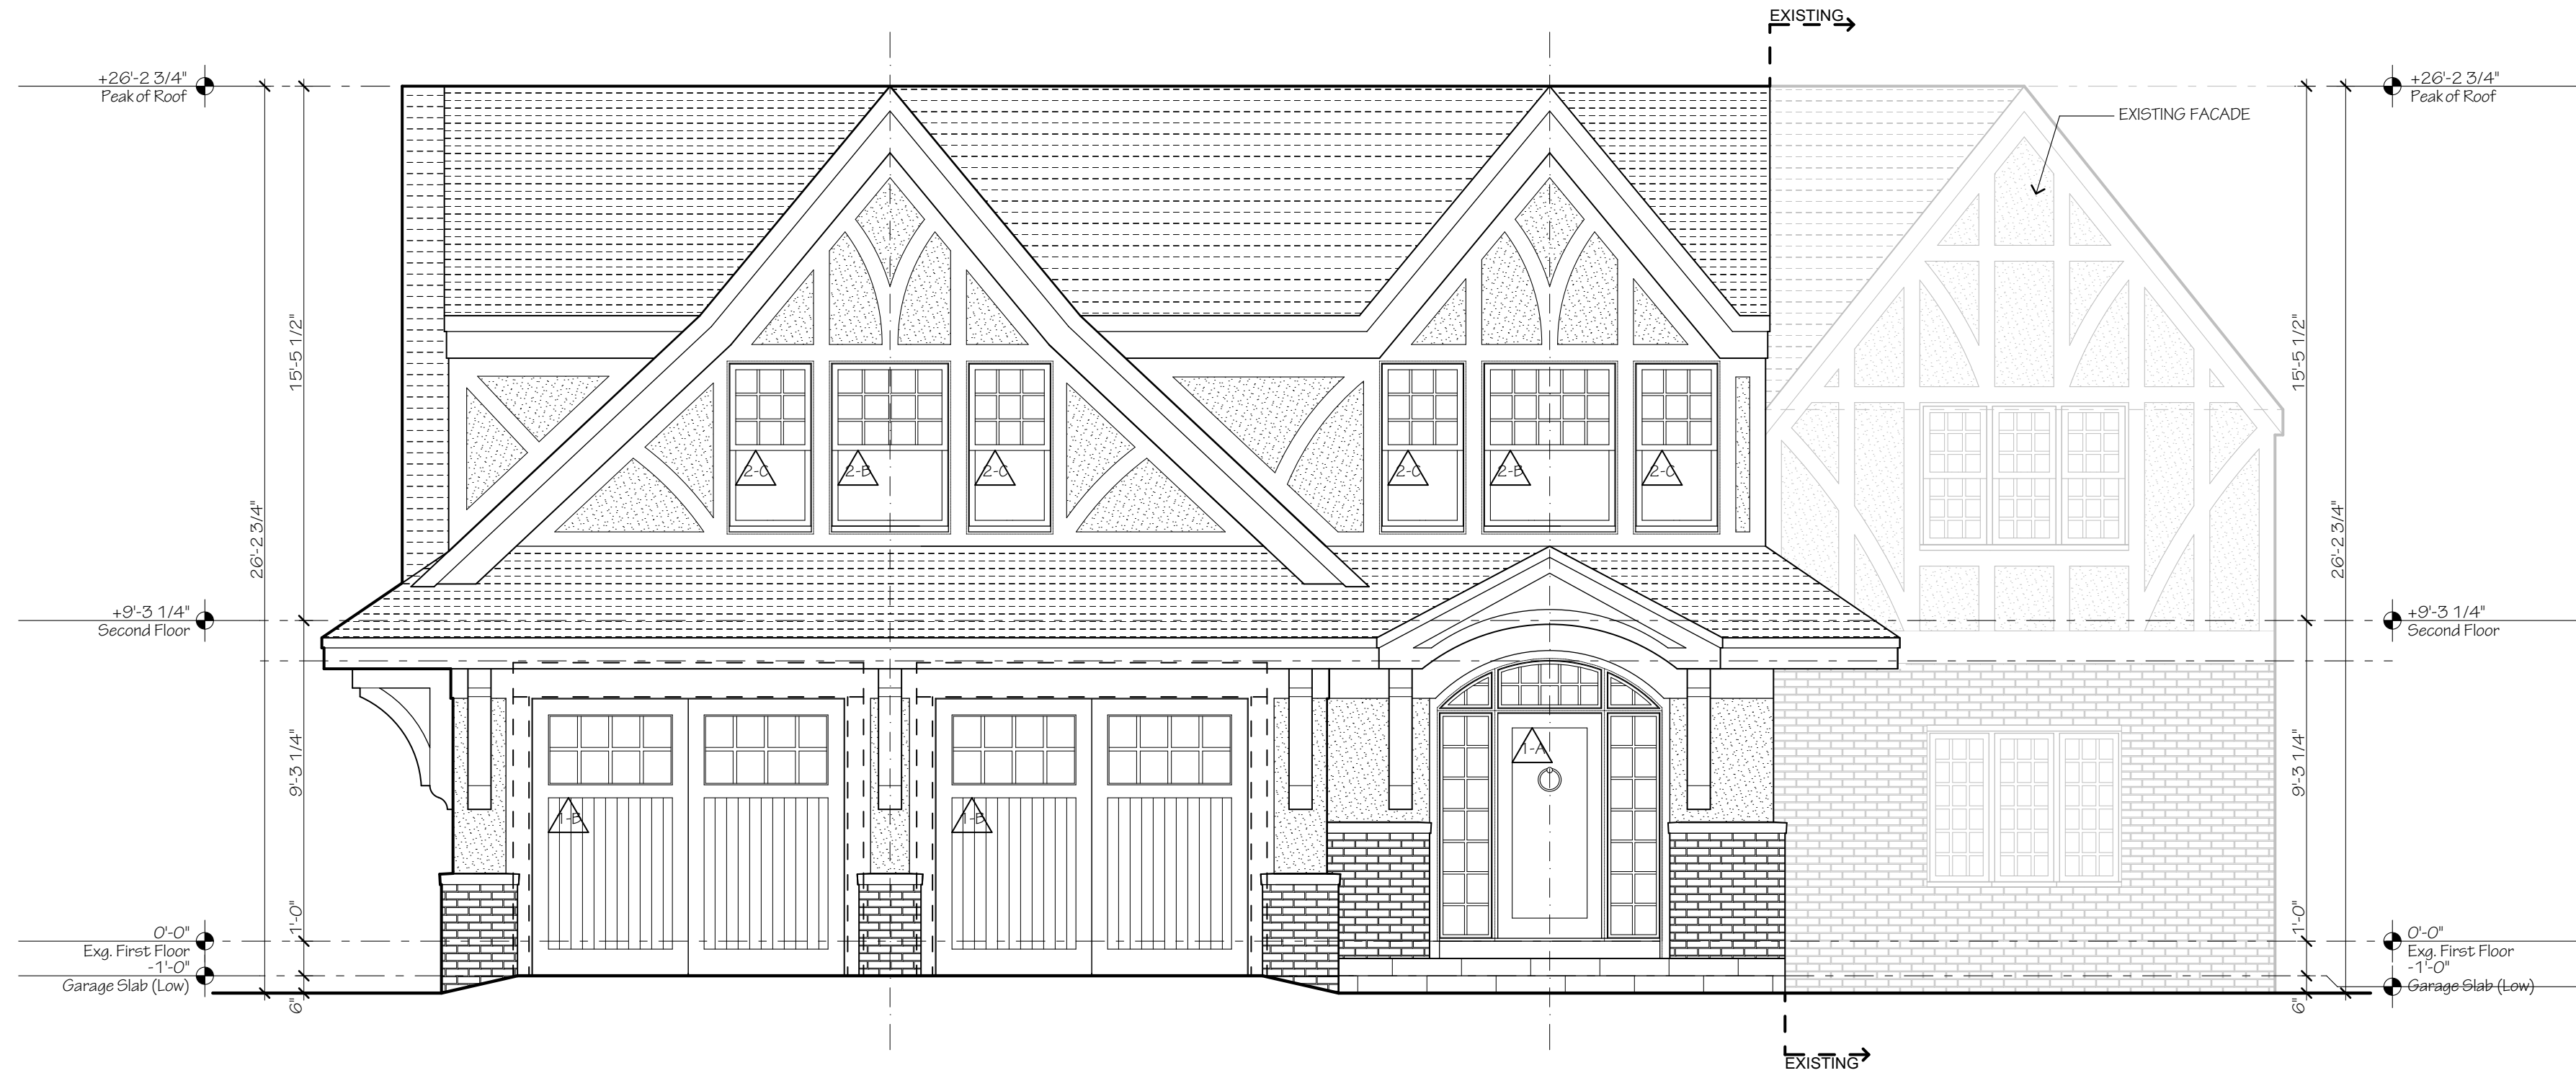 EXISTING
+26'-2 3/4"
Peak of Roof
+26'-2 3/4"
Peak of Roof
EXISTING FACADE
15'-5 1/2"
15'-5 1/2"
2-C
2-B
2-C
2-C
2-B
2-C
26'-2 3/4"
26'-2 3/4"
+9'-3 1/4"
Second Floor
+9'-3 1/4"
Second Floor
9'-3 1/4"
9'-3 1/4"
1-A
1-B
1-B
1'-0"
1'-0"
0'-0"
Exg. First Floor
-1'-0"
Garage Slab (Low)
0'-0"
Exg. First Floor
-1'-0"
Garage Slab (Low)
6"
6"
EXISTING